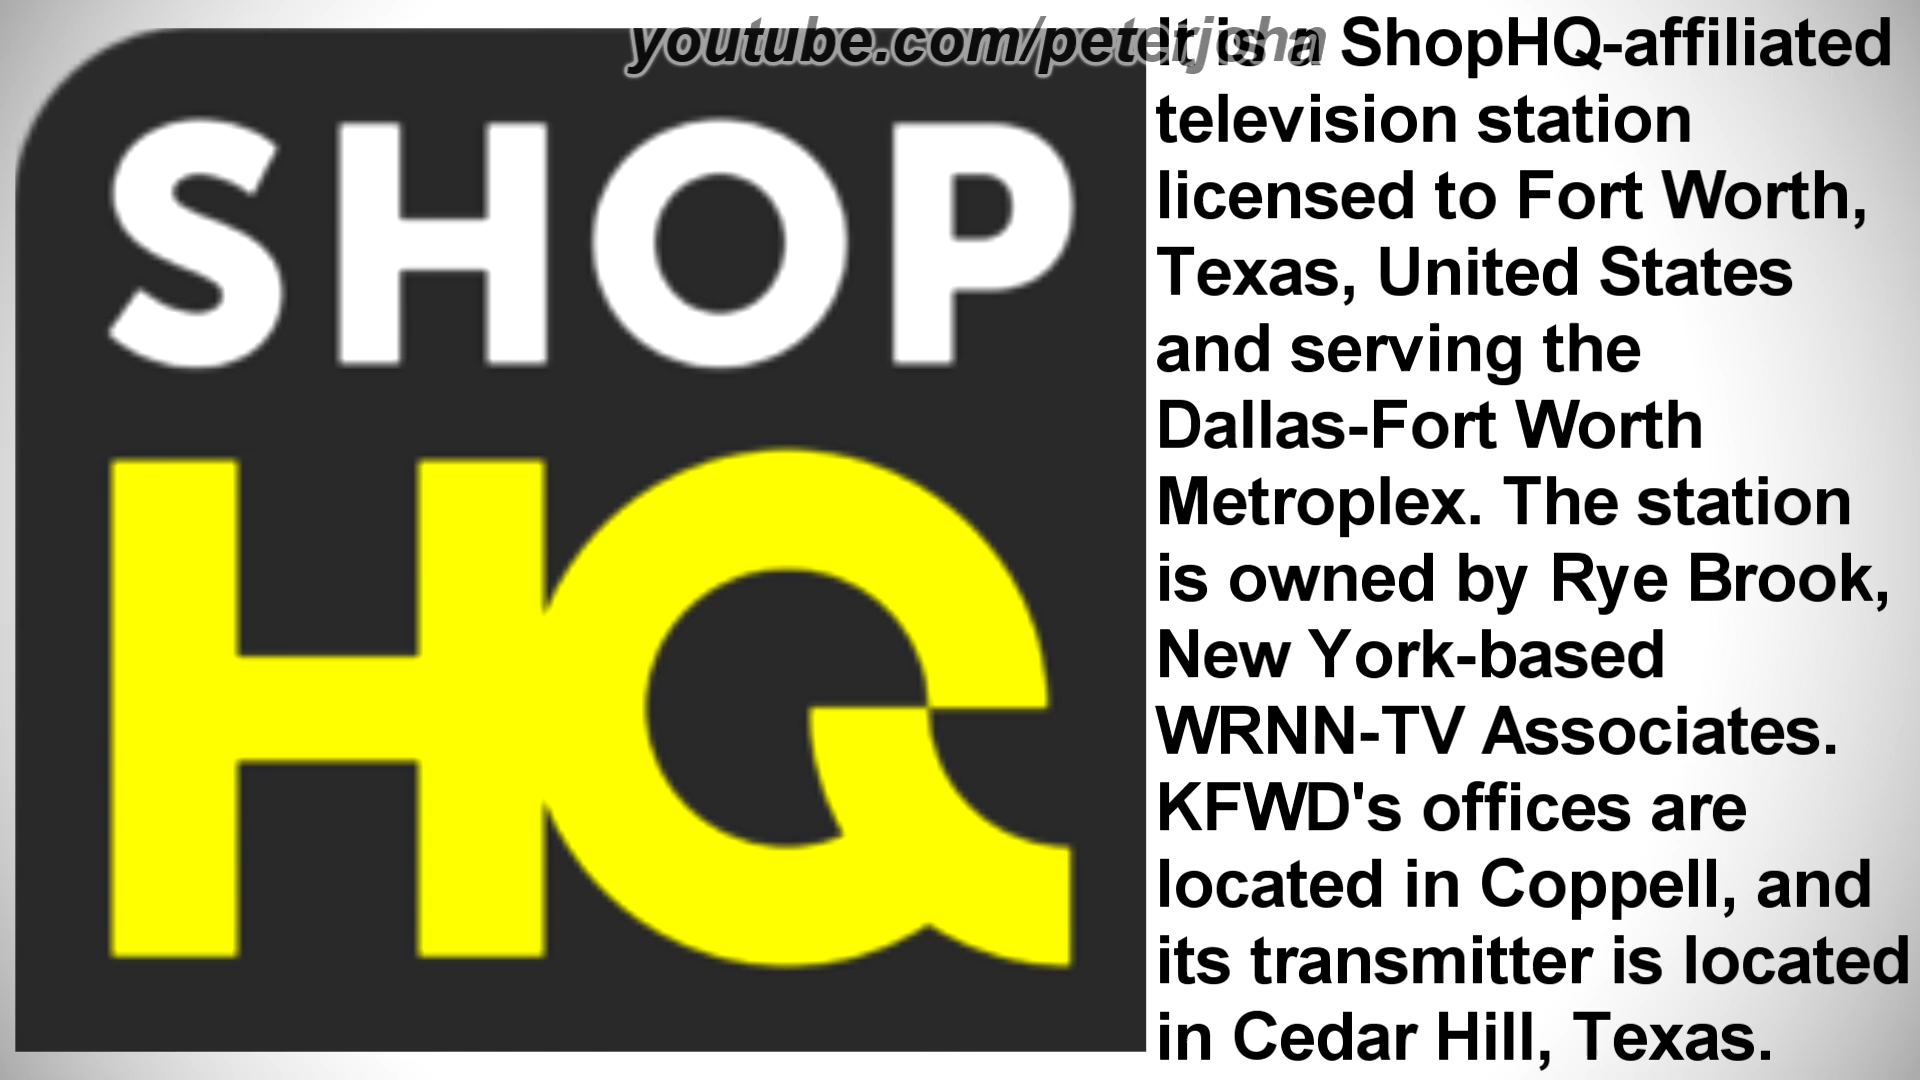 youtube.com/peterjohn
SHOP
HQ
It is a ShopHQ-affiliated
television station
licensed to Fort Worth,
Texas, United States
and serving the
Dallas-Fort Worth
Metroplex. The station
is owned by Rye Brook,
New York-based
WRNN-TV Associates.
KFWD's offices are
located in Coppell, and
its transmitter is located
in Cedar Hill, Texas.